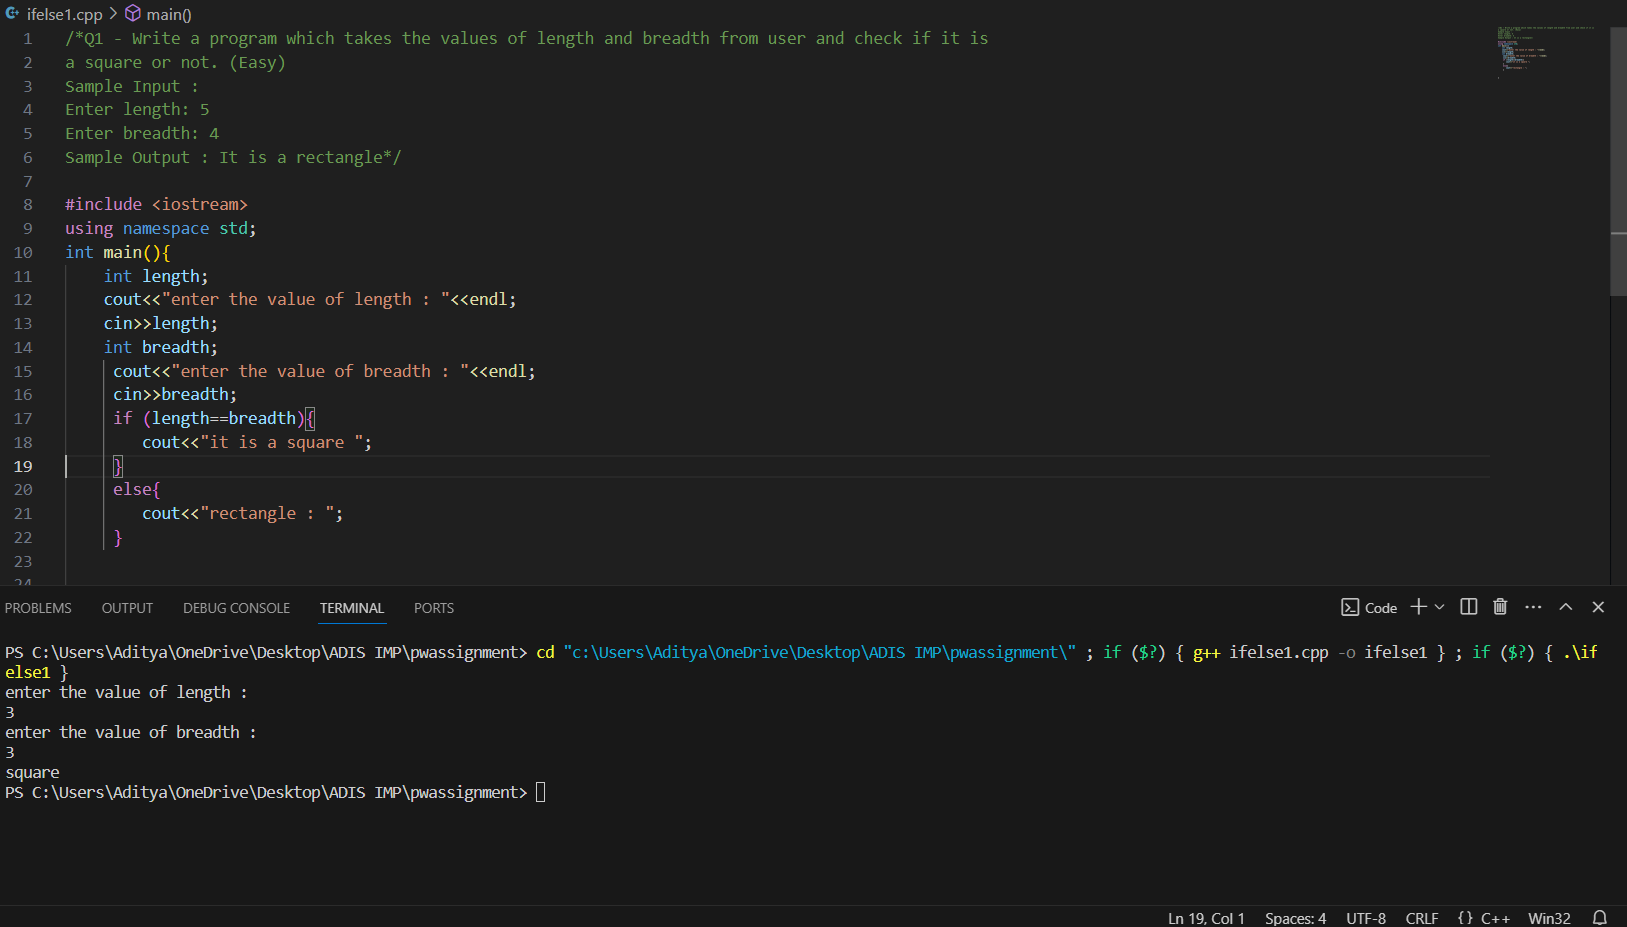 ifelse1.cpp > main()
1 /*Q1 - Write a program which takes the values of length and breadth from user and check if it is
2 a square or not. (Easy)
3 Sample Input :
4 Enter length: 5
5 Enter breadth: 4
6 Sample Output : It is a rectangle*/
7
8 #include <iostream>
9 using namespace std;
10 int main(){
11 int length;
12 cout<<"enter the value of length : "<<endl;
13 cin>>length;
14 int breadth;
15 cout<<"enter the value of breadth : "<<endl;
16 cin>>breadth;
17 if (length==breadth){
18 cout<<"it is a square ";
19 }
20 else{
21 cout<<"rectangle : ";
22 }
23
24
PROBLEMS OUTPUT DEBUG CONSOLE TERMINAL PORTS Code
PS C:\Users\Aditya\OneDrive\Desktop\ADIS IMP\pwassignment> cd "c:\Users\Aditya\OneDrive\Desktop\ADIS IMP\pwassignment\" ; if ($?) { g++ ifelse1.cpp -o ifelse1 } ; if ($?) { .\if
else1 }
enter the value of length :
3
enter the value of breadth :
3
square
PS C:\Users\Aditya\OneDrive\Desktop\ADIS IMP\pwassignment>
Ln 19, Col 1 Spaces: 4 UTF-8 CRLF {} C++ Win32